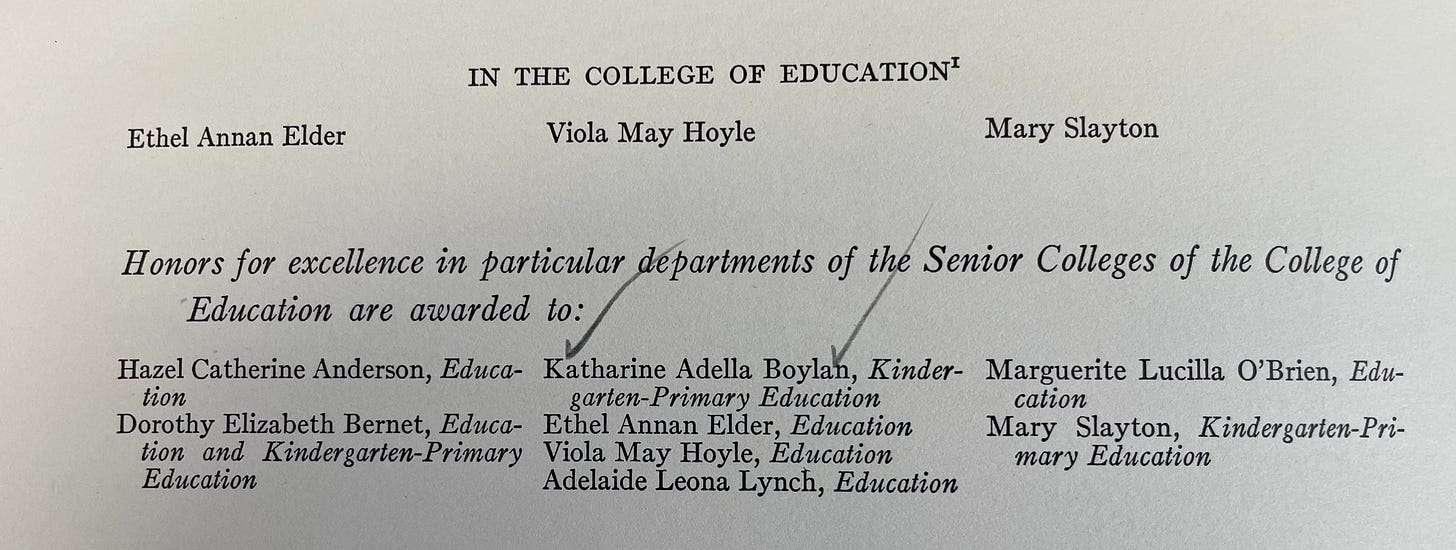 IN THE COLLEGE OF EDUCATION¹
Ethel Annan Elder
Viola May Hoyle
Mary Slayton
Honors for excellence in particular departments of the Senior Colleges of the College of
Education are awarded to:
Hazel Catherine Anderson, Educa-
tion
Dorothy Elizabeth Bernet, Educa-
tion and Kindergarten-Primary
Education
Katharine Adella Boylan, Kinder-
garten-Primary Education
Ethel Annan Elder, Education
Viola May Hoyle, Education
Adelaide Leona Lynch, Education
Marguerite Lucilla O'Brien, Edu-
cation
Mary Slayton, Kindergarten-Pri-
mary Education